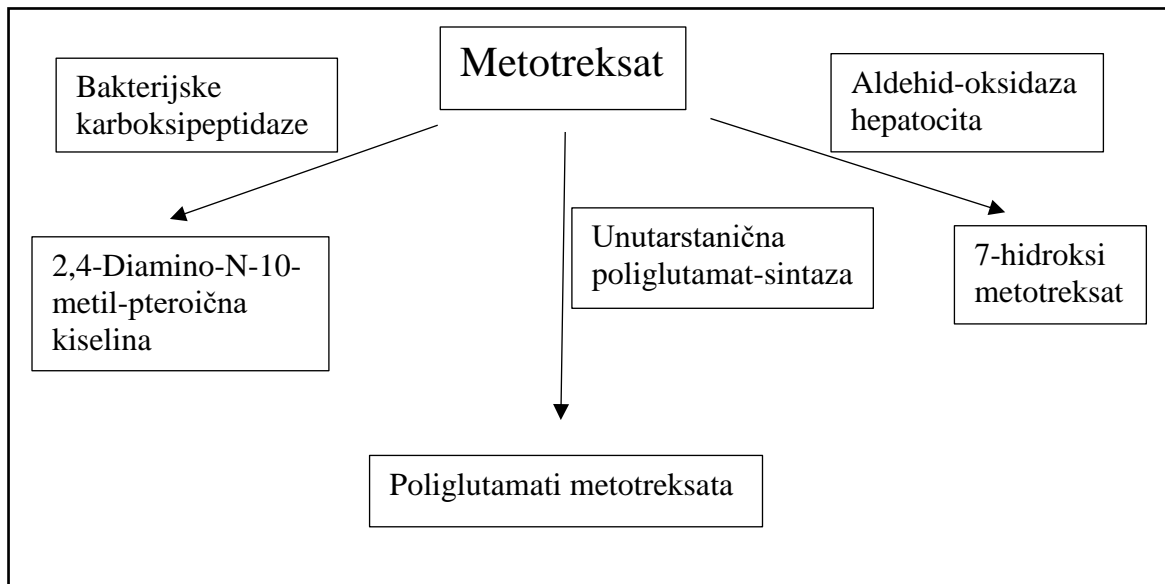 Metotreksat
Bakterijske
karboksipeptidaze
Aldehid-oksidaza
hepatocita
2,4-Diamino-N-10-
metil-pteroična
kiselina
Unutarstanična
poliglutamat-sintaza
7-hidroksi
metotreksat
Poliglutamati metotreksata